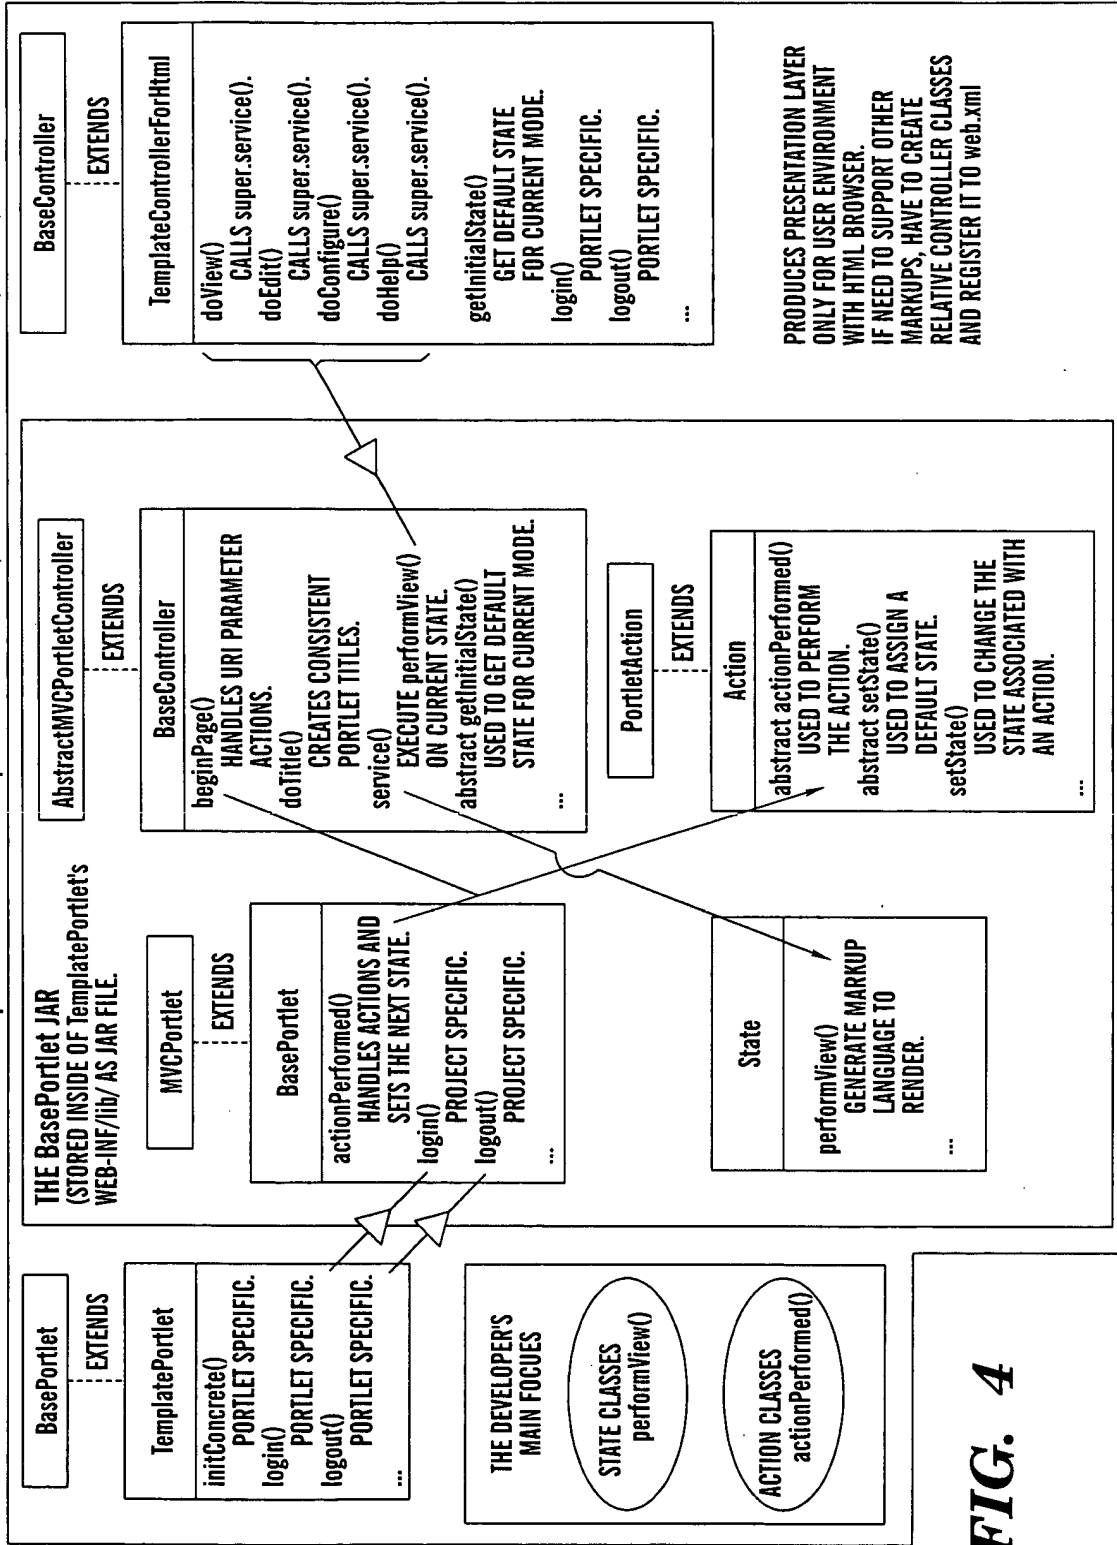 BasePortlet
EXTENDS
TemplatePortlet
initConcrete()
PORTLET SPECIFIC.
login()
PORTLET SPECIFIC.
logout()
PORTLET SPECIFIC.
...
THE DEVELOPER'S
MAIN FOCUES
STATE CLASSES
performView()
ACTION CLASSES
actionPerformed()
THE BasePortlet JAR
(STORED INSIDE OF TemplatePortlet's
WEB-INF/lib/ AS JAR FILE.
MVCPortlet
EXTENDS
BasePortlet
actionPerformed()
HANDLES ACTIONS AND
SETS THE NEXT STATE.
login()
PROJECT SPECIFIC.
logout()
PROJECT SPECIFIC.
...
State
performView()
GENERATE MARKUP
LANGUAGE TO
RENDER.
...
AbstractMVCPortletController
EXTENDS
BaseController
beginPage()
HANDLES URI PARAMETER
ACTIONS.
doTitle()
CREATES CONSISTENT
PORTLET TITLES.
service()
EXECUTE performView()
ON CURRENT STATE.
abstract getInitialState()
USED TO GET DEFAULT
STATE FOR CURRENT MODE.
...
PortletAction
EXTENDS
Action
abstract actionPerformed()
USED TO PERFORM
THE ACTION.
abstract setState()
USED TO ASSIGN A
DEFAULT STATE.
setState()
USED TO CHANGE THE
STATE ASSOCIATED WITH
AN ACTION.
...
BaseController
EXTENDS
TemplateControllerForHtml
doView()
CALLS super.service().
doEdit()
CALLS super.service().
doConfigure()
CALLS super.service().
doHelp()
CALLS super.service().
getInitialState()
GET DEFAULT STATE
FOR CURRENT MODE.
login()
PORTLET SPECIFIC.
logout()
PORTLET SPECIFIC.
...
PRODUCES PRESENTATION LAYER
ONLY FOR USER ENVIRONMENT
WITH HTML BROWSER.
IF NEED TO SUPPORT OTHER
MARKUPS, HAVE TO CREATE
RELATIVE CONTROLLER CLASSES
AND REGISTER IT TO web.xml
FIG. 4